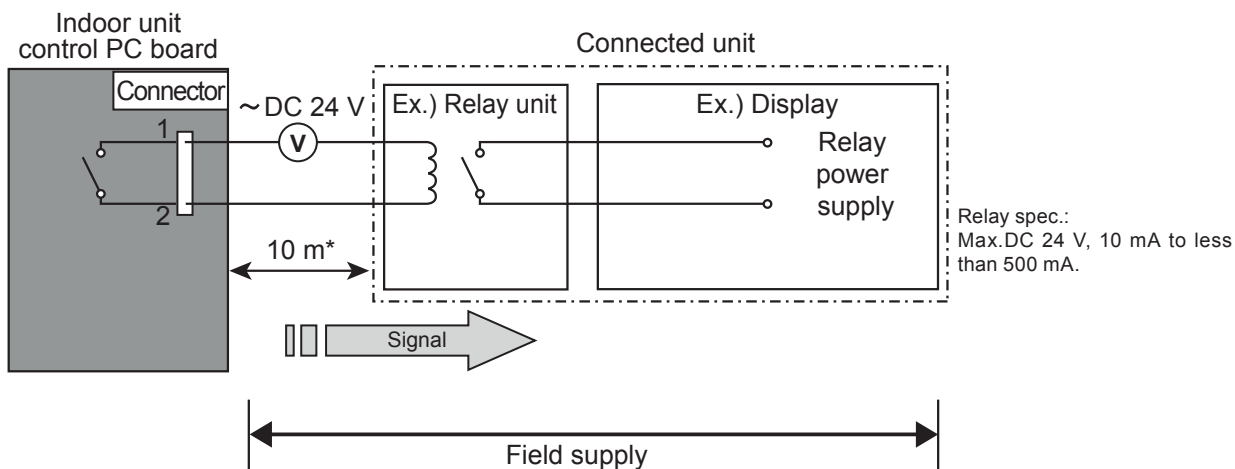 Indoor unit
control PC board
Connected unit
Connector
~DC 24 V
Ex.) Relay unit
Ex.) Display
1
V
Relay
power
supply
2
10 m*
Relay spec.:
Max.DC 24 V, 10 mA to less
than 500 mA.
Signal
Field supply